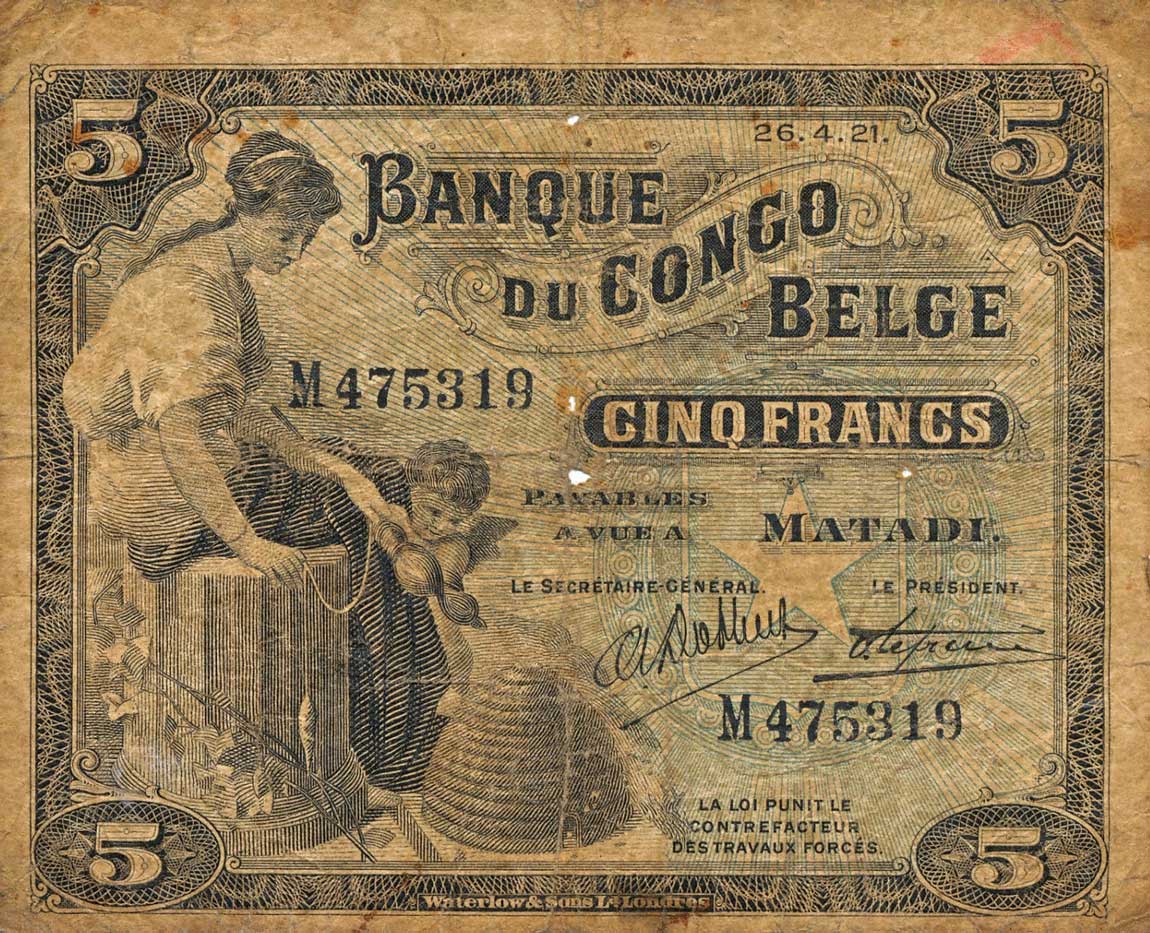 5
5
26.4.21.
BANQUE
DU CONGO
BELGE
M475319
CINQ FRANCS
PAYABLES
A VUE A MATADI.
LE SECRÉTAIRE-GÉNÉRAL. LE PRÉSIDENT.
M475319
LA LOI PUNIT LE
CONTREFACTEUR
DES TRAVAUX FORCÉS.
5
5
Waterlow & Sons Ld Londres